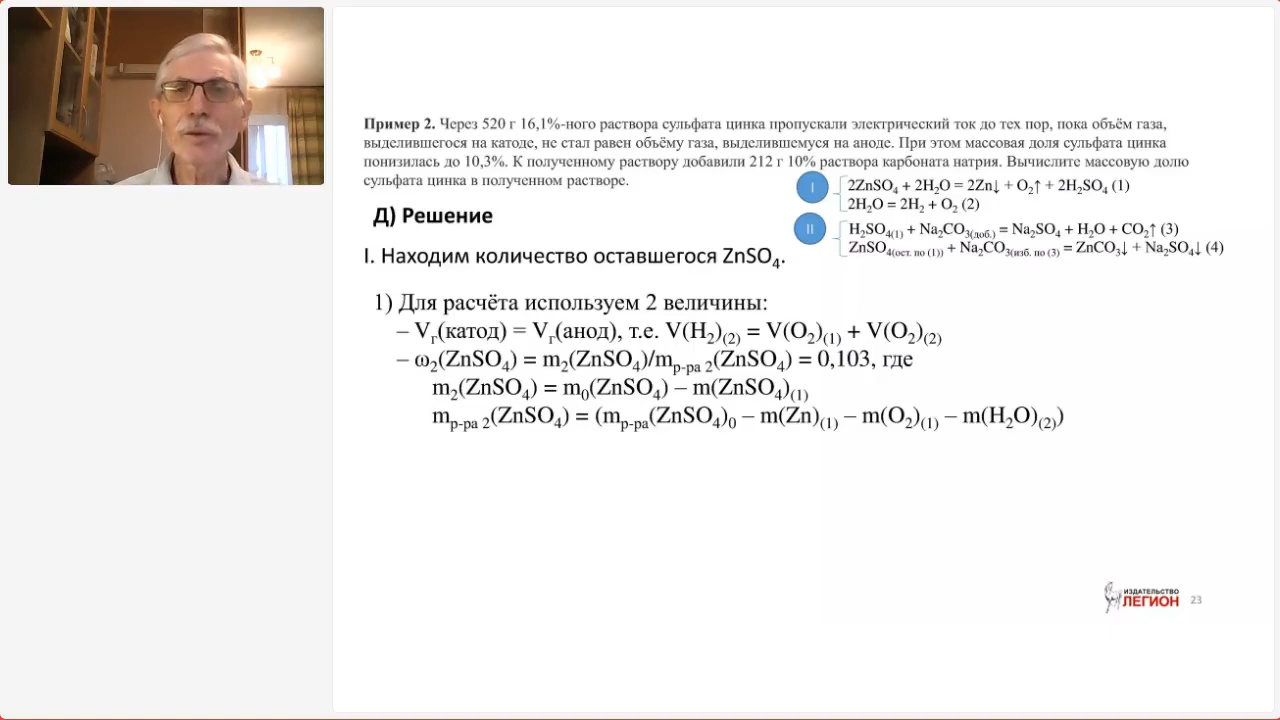 Пример 2. Через 520 г 16,1%-ного раствора сульфата цинка пропускали электрический ток до тех пор, пока объём газа,
выделившегося на катоде, не стал равен объёму газа, выделившемуся на аноде. При этом массовая доля сульфата цинка
понизилась до 10,3%. К полученному раствору добавили 212 г 10% раствора карбоната натрия. Вычислите массовую долю
сульфата цинка в полученном растворе.
I
2ZnSO₄ + 2H₂O = 2Zn↓ + O₂↑ + 2H₂SO₄ (1)
2H₂O = 2H₂ + O₂ (2)
II
H₂SO₄₍₁₎ + Na₂CO₃(доб.) = Na₂SO₄ + H₂O + CO₂↑ (3)
ZnSO₄(ост. по (1)) + Na₂CO₃(изб. по (3) = ZnCO₃↓ + Na₂SO₄↓ (4)
Д) Решение
I. Находим количество оставшегося ZnSO₄.
1) Для расчёта используем 2 величины:
– Vг(катод) = Vг(анод), т.е. V(H₂)₍₂₎ = V(O₂)₍₁₎ + V(O₂)₍₂₎
– ω₂(ZnSO₄) = m₂(ZnSO₄)/mр-ра 2(ZnSO₄) = 0,103, где
m₂(ZnSO₄) = m₀(ZnSO₄) – m(ZnSO₄)₍₁₎
mр-ра 2(ZnSO₄) = (mр-ра(ZnSO₄)₀ – m(Zn)₍₁₎ – m(O₂)₍₁₎ – m(H₂O)₍₂₎)
ИЗДАТЕЛЬСТВО
ЛЕГИОН
23